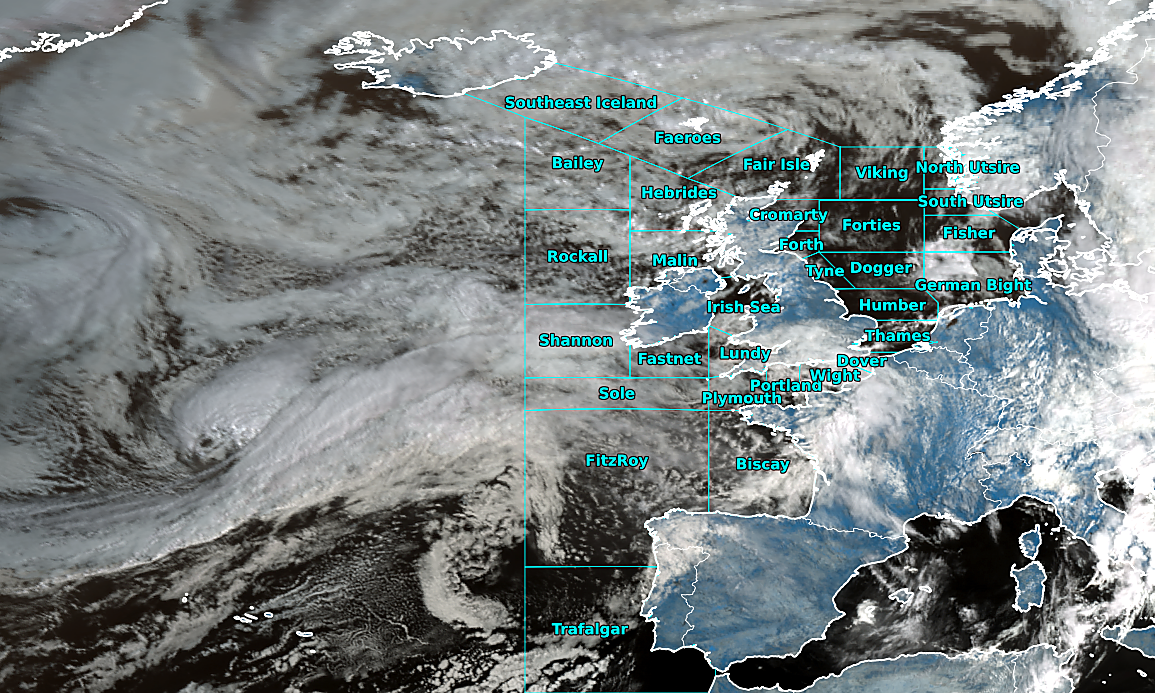 Southeast Iceland
Faeroes
Bailey
Fair Isle
Viking
North Utsire
Hebrides
South Utsire
Cromarty
Forties
Fisher
Forth
Rockall
Malin
Tyne
Dogger
German Bight
Irish Sea
Humber
Shannon
Thames
Fastnet
Lundy
Dover
Wight
Portland
Sole
Plymouth
FitzRoy
Biscay
Trafalgar